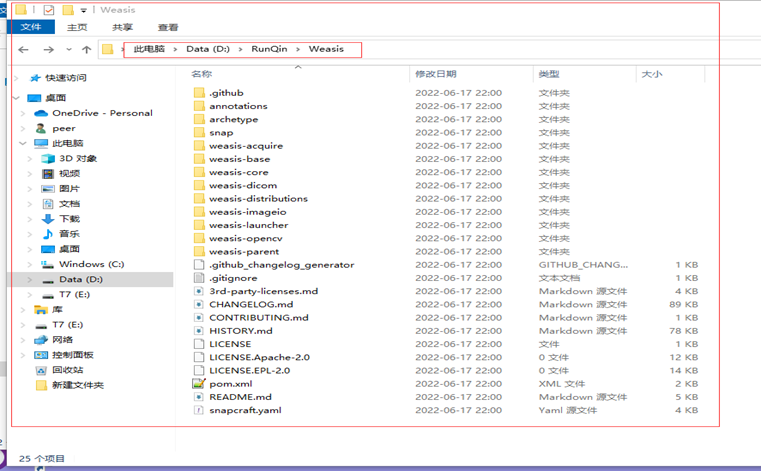 Weasis
文件 主页 共享 查看
此电脑 > Data (D:) > RunQin > Weasis
名称 修改日期 类型 大小
快速访问
桌面
OneDrive - Personal
peer
此电脑
3D 对象
视频
图片
文档
下载
音乐
桌面
Windows (C:)
Data (D:)
T7 (E:)
库
T7 (E:)
网络
控制面板
回收站
新建文件夹
.github 2022-06-17 22:00 文件夹
annotations 2022-06-17 22:00 文件夹
archetype 2022-06-17 22:00 文件夹
snap 2022-06-17 22:00 文件夹
weasis-acquire 2022-06-17 22:00 文件夹
weasis-base 2022-06-17 22:00 文件夹
weasis-core 2022-06-17 22:00 文件夹
weasis-dicom 2022-06-17 22:00 文件夹
weasis-distributions 2022-06-17 22:00 文件夹
weasis-imageio 2022-06-17 22:00 文件夹
weasis-launcher 2022-06-17 22:00 文件夹
weasis-opencv 2022-06-17 22:00 文件夹
weasis-parent 2022-06-17 22:00 文件夹
.github_changelog_generator 2022-06-17 22:00 GITHUB_CHANG... 1 KB
.gitignore 2022-06-17 22:00 文本文档 1 KB
3rd-party-licenses.md 2022-06-17 22:00 Markdown 源文件 4 KB
CHANGELOG.md 2022-06-17 22:00 Markdown 源文件 89 KB
CONTRIBUTING.md 2022-06-17 22:00 Markdown 源文件 1 KB
HISTORY.md 2022-06-17 22:00 Markdown 源文件 78 KB
LICENSE 2022-06-17 22:00 文件 1 KB
LICENSE.Apache-2.0 2022-06-17 22:00 0 文件 12 KB
LICENSE.EPL-2.0 2022-06-17 22:00 0 文件 14 KB
pom.xml 2022-06-17 22:00 XML 文件 2 KB
README.md 2022-06-17 22:00 Markdown 源文件 5 KB
snapcraft.yaml 2022-06-17 22:00 Yaml 源文件 4 KB
25 个项目